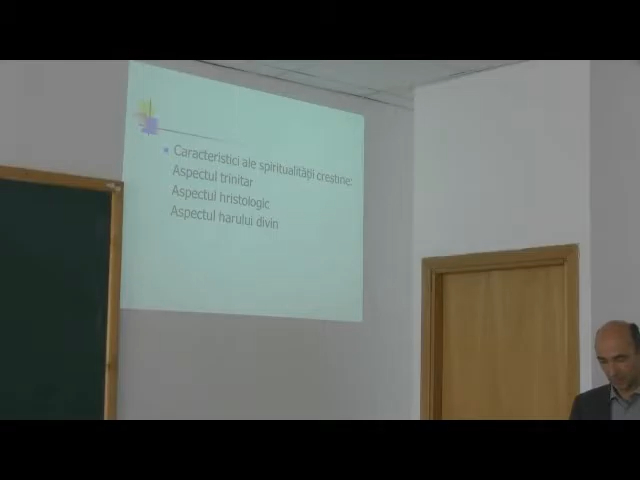 Caracteristici ale spiritualității creștine:
Aspectul trinitar
Aspectul hristologic
Aspectul harului divin